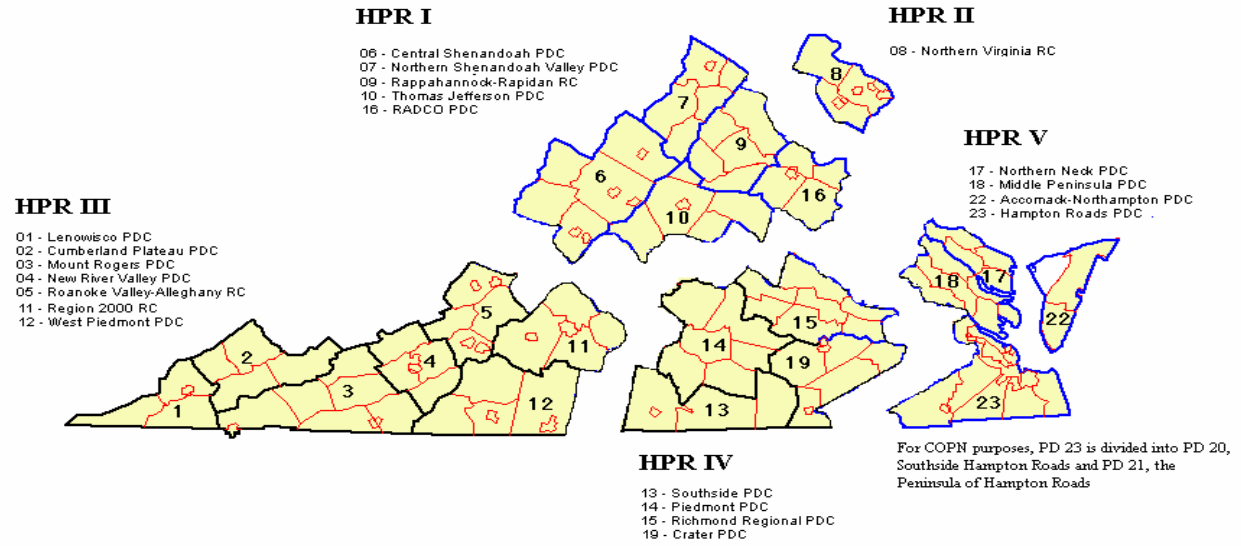 HPR I
06 - Central Shenandoah PDC
07 - Northern Shenandoah Valley PDC
09 - Rappahannock-Rapidan RC
10 - Thomas Jefferson PDC
16 - RADCO PDC
HPR II
08 - Northern Virginia RC
HPR V
17 - Northern Neck PDC
18 - Middle Peninsula PDC
22 - Accomack-Northampton PDC
23 - Hampton Roads PDC .
HPR III
01 - Lenowisco PDC
02 - Cumberland Plateau PDC
03 - Mount Rogers PDC
04 - New River Valley PDC
05 - Roanoke Valley-Alleghany RC
11 - Region 2000 RC
12 - West Piedmont PDC
8
7
9
6
16
10
17
18
22
5
15
2
11
14
4
19
3
12
1
13
23
For COPN purposes, PD 23 is divided into PD 20,
Southside Hampton Roads and PD 21, the
Peninsula of Hampton Roads
HPR IV
13 - Southside PDC
14 - Piedmont PDC
15 - Richmond Regional PDC
19 - Crater PDC